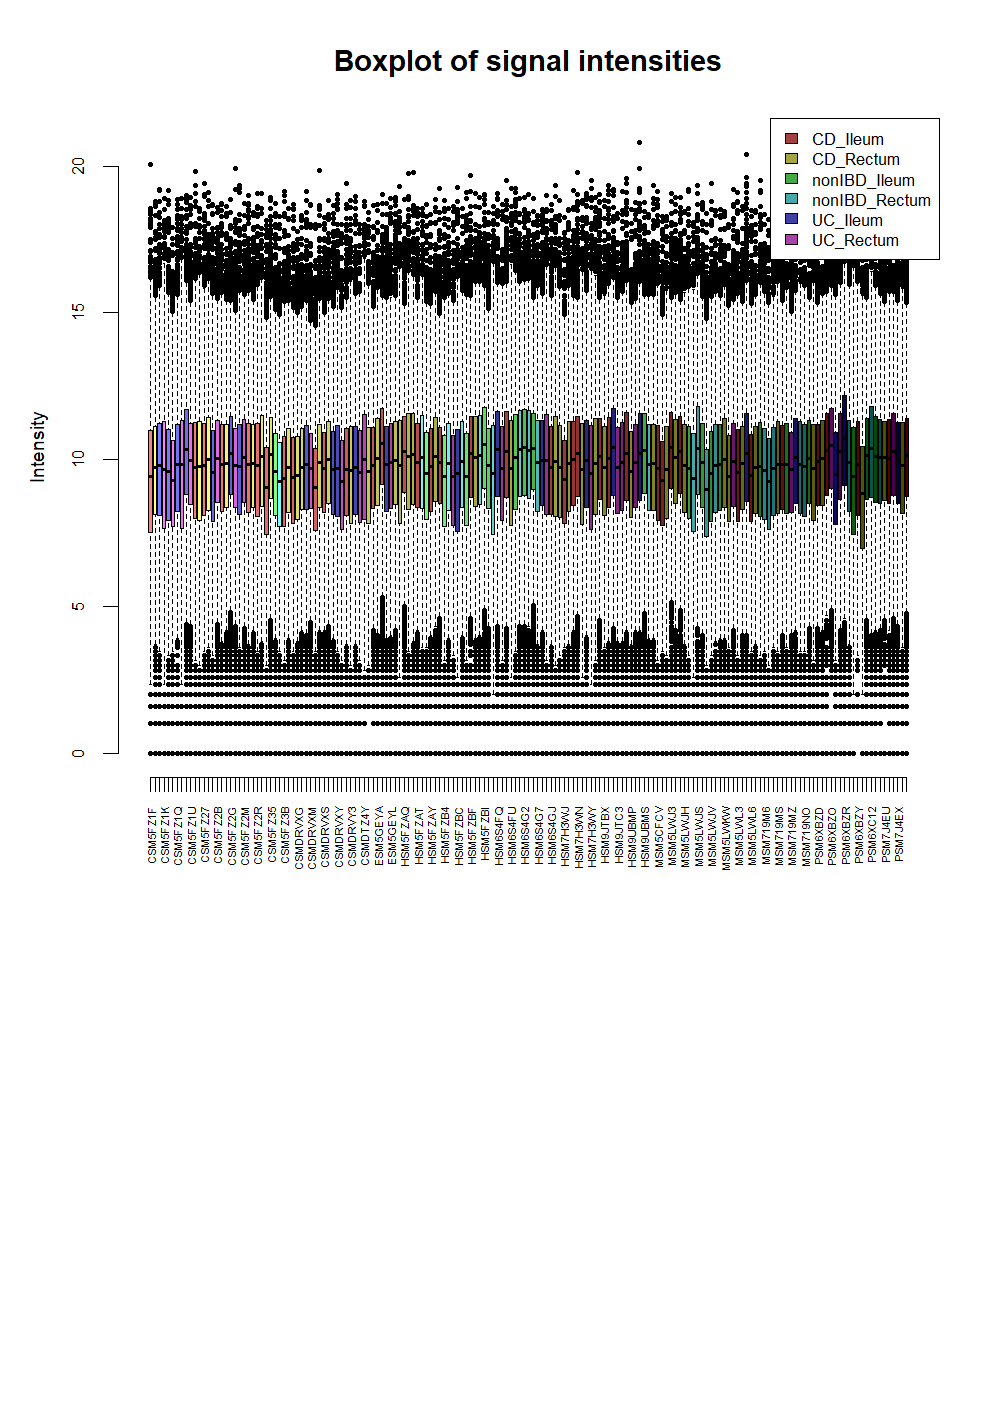 Boxplot of signal intensities
CD_Ileum
CD_Rectum
nonIBD_Ileum
nonIBD_Rectum
UC_Ileum
UC_Rectum
Intensity
20
15
10
5
0
CSM5FZ1F
CSM5FZ1K
CSM5FZ1Q
CSM5FZ1U
CSM5FZ27
CSM5FZ2B
CSM5FZ2G
CSM5FZ2M
CSM5FZ2R
CSM5FZ35
CSM5FZ3B
CSMDRVXG
CSMDRVXM
CSMDRVXS
CSMDRVXY
CSMDRVY3
CSMDTZ4Y
ESM5GEYA
ESM5GEYL
HSM5FZAQ
HSM5FZAT
HSM5FZAY
HSM5FZB4
HSM5FZBC
HSM5FZBF
HSM5FZBI
HSM6S4FQ
HSM6S4FU
HSM6S4G2
HSM6S4G7
HSM6S4GJ
HSM7H3WJ
HSM7H3WN
HSM7H3WY
HSM9JTBX
HSM9JTC3
HSM9UBMP
HSM9UBMS
MSM5CFCV
MSM5LWJ3
MSM5LWJH
MSM5LWJS
MSM5LWJV
MSM5LWKW
MSM5LWL3
MSM5LWL6
MSM719M6
MSM719MS
MSM719MZ
MSM719NO
PSM6XBZD
PSM6XBZO
PSM6XBZR
PSM6XBZY
PSM6XC12
PSM7J4EU
PSM7J4EX